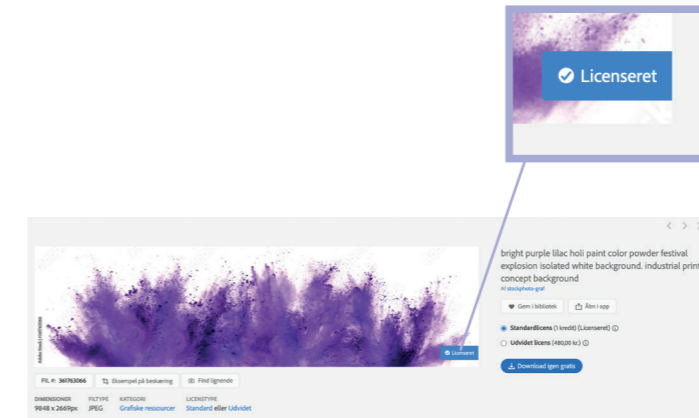 Licenseret
bright purple lilac holi paint color powder festival
explosion isolated white background. industrial print
concept background
Af stockphoto-graf
Gem i bibliotek
Åbn i app
Standardlicens (1 kredit) (Licenseret)
Udvidet licens (480,00 kr.)
Download igen gratis
Licenseret
FIL #: 361763066
Eksempel på beskæring
Find lignende
DIMENSIONER FILTYPE KATEGORI LICENSTYPE
9848 x 2669px JPEG Grafiske ressourcer Standard eller Udvidet